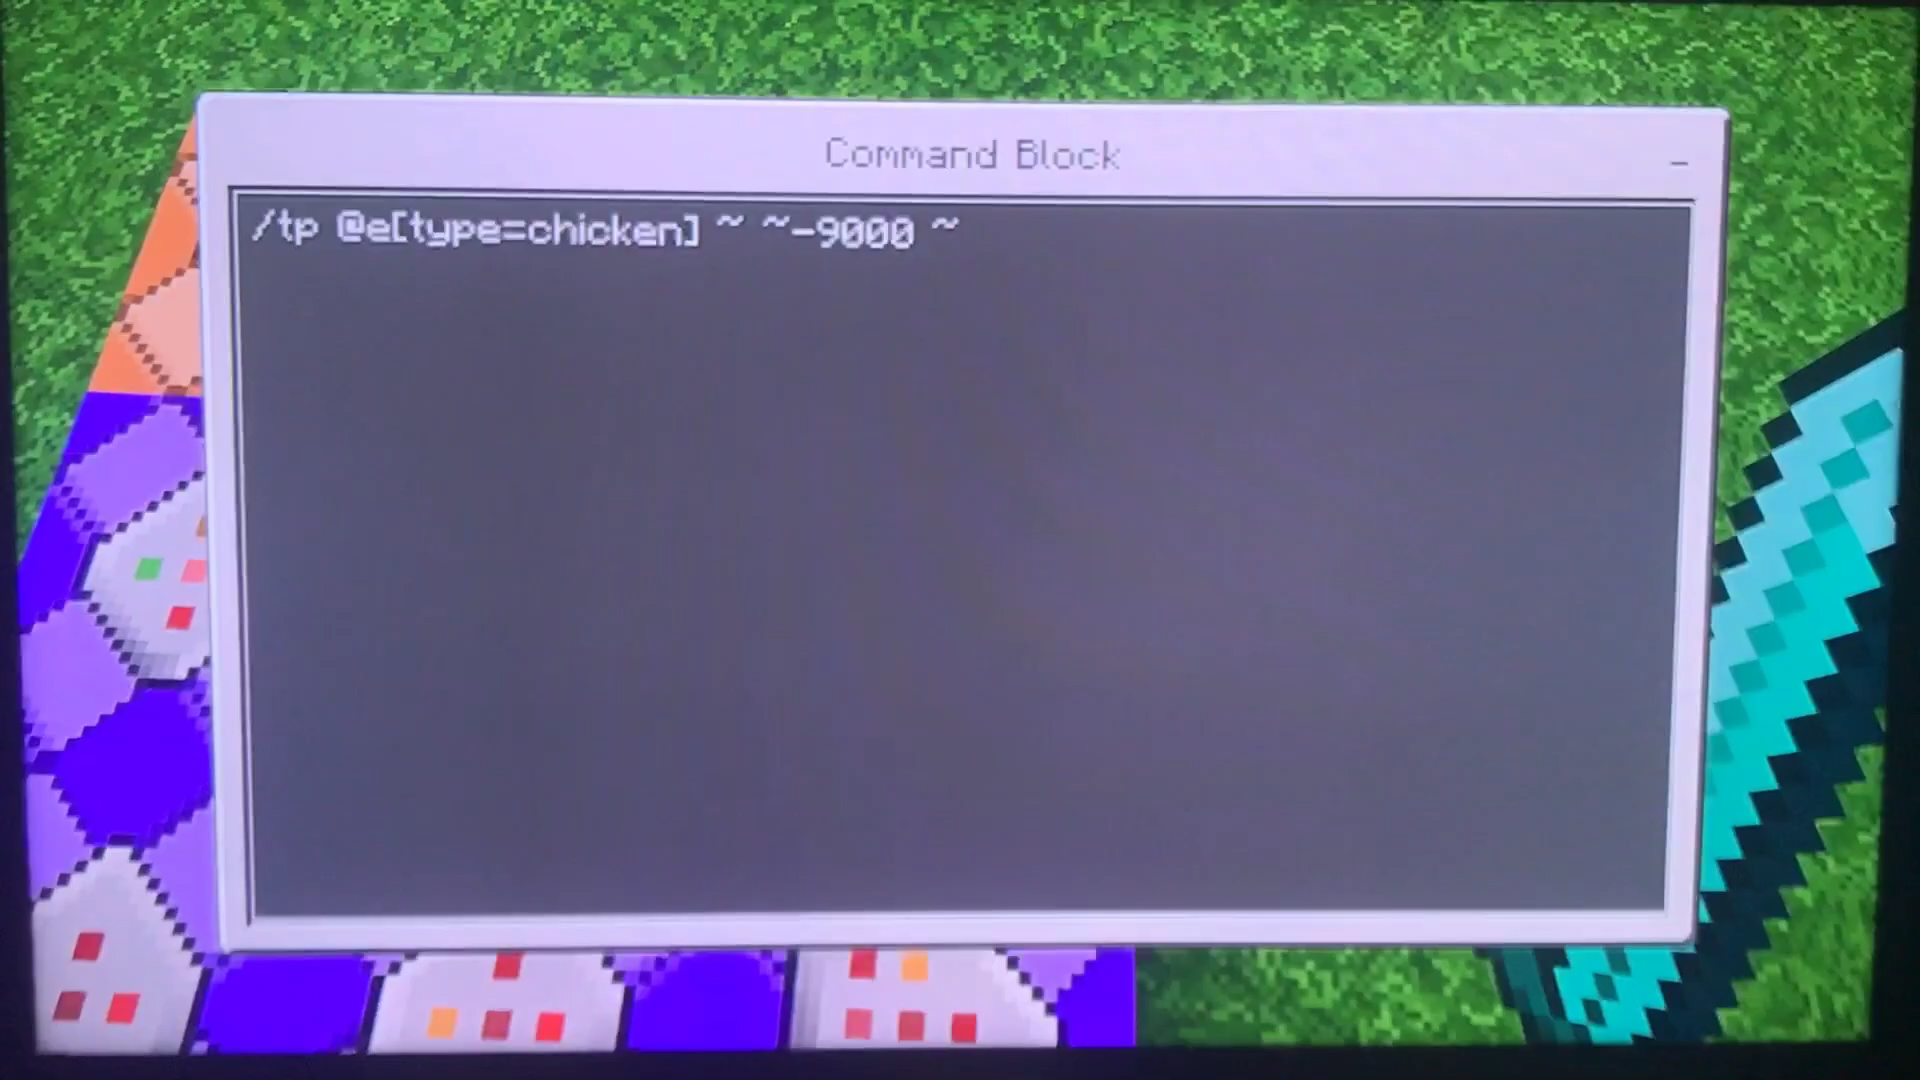 Command Block
/tp @e[type=chicken] ~ ~-9000 ~